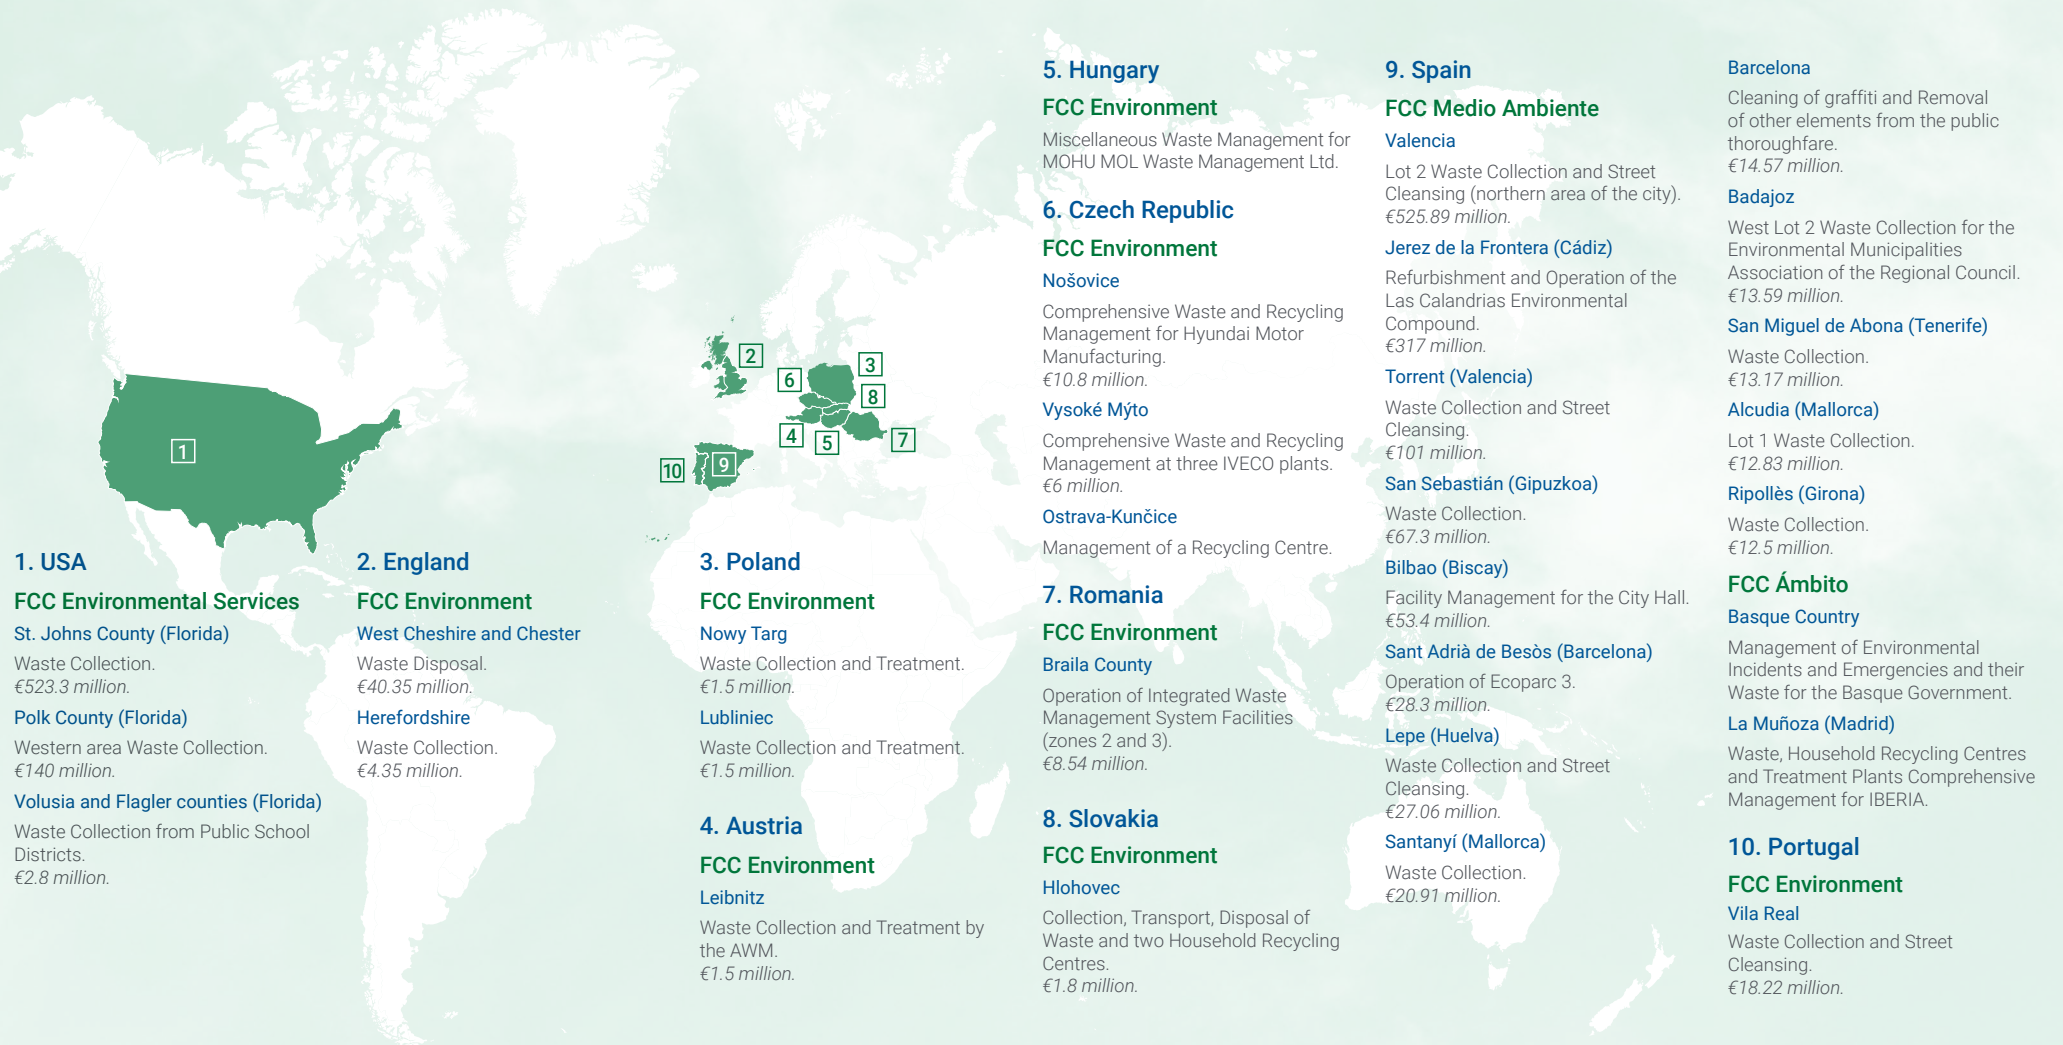 1
2
3
6
8
4
5
7
10
9
1. USA
FCC Environmental Services
St. Johns County (Florida)
Waste Collection.
€523.3 million.
Polk County (Florida)
Western area Waste Collection.
€140 million.
Volusia and Flagler counties (Florida)
Waste Collection from Public School
Districts.
€2.8 million.
2. England
FCC Environment
West Cheshire and Chester
Waste Disposal.
€40.35 million.
Herefordshire
Waste Collection.
€4.35 million.
3. Poland
FCC Environment
Nowy Targ
Waste Collection and Treatment.
€1.5 million.
Lubliniec
Waste Collection and Treatment.
€1.5 million.
4. Austria
FCC Environment
Leibnitz
Waste Collection and Treatment by
the AWM.
€1.5 million.
5. Hungary
FCC Environment
Miscellaneous Waste Management for
MOHU MOL Waste Management Ltd.
6. Czech Republic
FCC Environment
Nošovice
Comprehensive Waste and Recycling
Management for Hyundai Motor
Manufacturing.
€10.8 million.
Vysoké Mýto
Comprehensive Waste and Recycling
Management at three IVECO plants.
€6 million.
Ostrava-Kunčice
Management of a Recycling Centre.
7. Romania
FCC Environment
Braila County
Operation of Integrated Waste
Management System Facilities
(zones 2 and 3).
€8.54 million.
8. Slovakia
FCC Environment
Hlohovec
Collection, Transport, Disposal of
Waste and two Household Recycling
Centres.
€1.8 million.
9. Spain
FCC Medio Ambiente
Valencia
Lot 2 Waste Collection and Street
Cleansing (northern area of the city).
€525.89 million.
Jerez de la Frontera (Cádiz)
Refurbishment and Operation of the
Las Calandrias Environmental
Compound.
€317 million.
Torrent (Valencia)
Waste Collection and Street
Cleansing.
€101 million.
San Sebastián (Gipuzkoa)
Waste Collection.
€67.3 million.
Bilbao (Biscay)
Facility Management for the City Hall.
€53.4 million.
Sant Adrià de Besòs (Barcelona)
Operation of Ecoparc 3.
€28.3 million.
Lepe (Huelva)
Waste Collection and Street
Cleansing.
€27.06 million.
Santanyí (Mallorca)
Waste Collection.
€20.91 million.
Barcelona
Cleaning of graffiti and Removal
of other elements from the public
thoroughfare.
€14.57 million.
Badajoz
West Lot 2 Waste Collection for the
Environmental Municipalities
Association of the Regional Council.
€13.59 million.
San Miguel de Abona (Tenerife)
Waste Collection.
€13.17 million.
Alcudia (Mallorca)
Lot 1 Waste Collection.
€12.83 million.
Ripollès (Girona)
Waste Collection.
€12.5 million.
FCC Ámbito
Basque Country
Management of Environmental
Incidents and Emergencies and their
Waste for the Basque Government.
La Muñoza (Madrid)
Waste, Household Recycling Centres
and Treatment Plants Comprehensive
Management for IBERIA.
10. Portugal
FCC Environment
Vila Real
Waste Collection and Street
Cleansing.
€18.22 million.